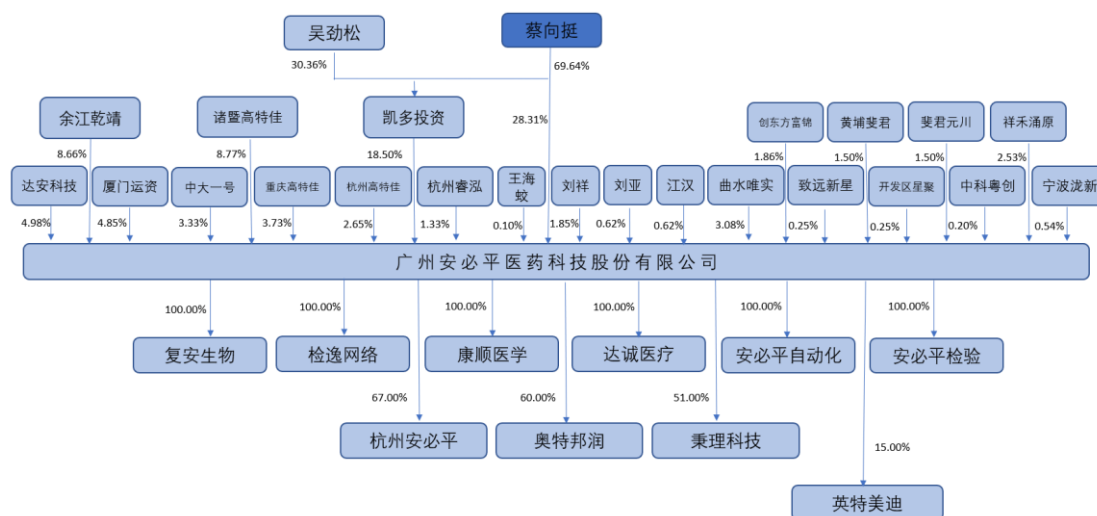 吴劲松
蔡向挺
30.36%
69.64%
余江乾靖
诸暨高特佳
凯多投资
28.31%
创东方富锦
黄埔斐君
斐君元川
祥禾涌原
8.66%
8.77%
18.50%
1.86%
1.50%
1.50%
2.53%
达安科技
厦门运资
中大一号
重庆高特佳
杭州高特佳
杭州睿泓
王海
蛟
刘祥
刘亚
江汉
曲水唯实
致远新星
开发区星聚
中科粤创
宁波泷新
4.98%
4.85%
3.33%
3.73%
2.65%
1.33%
0.10%
1.85%
0.62%
0.62%
3.08%
0.25%
0.25%
0.20%
0.54%
广州安必平医药科技股份有限公司
100.00%
100.00%
100.00%
100.00%
100.00%
100.00%
复安生物
检逸网络
康顺医学
达诚医疗
安必平自动化
安必平检验
67.00%
60.00%
51.00%
杭州安必平
奥特邦润
秉理科技
15.00%
英特美迪